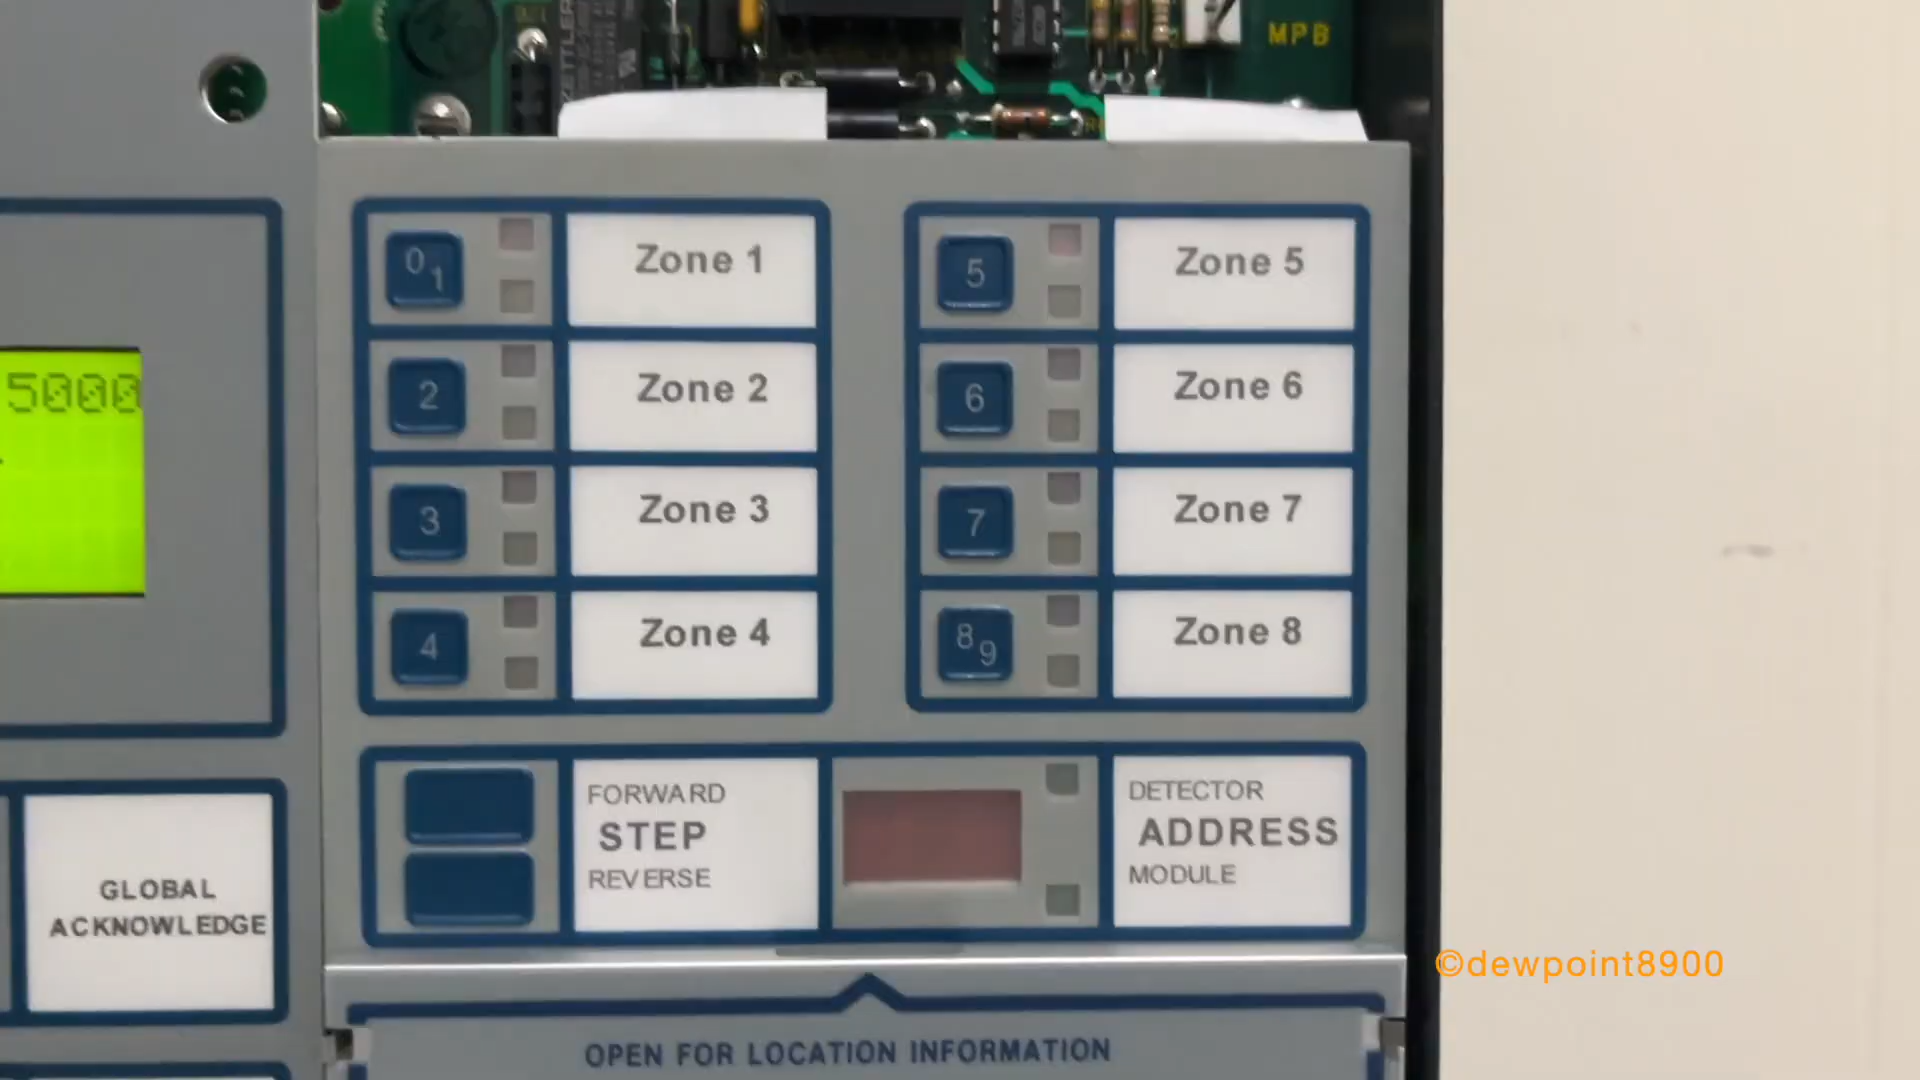 ZETTLER
MPB
0 1
Zone 1
2
Zone 2
3
Zone 3
4
Zone 4
5
Zone 5
6
Zone 6
7
Zone 7
8 9
Zone 8
5000
FORWARD
STEP
REVERSE
DETECTOR
ADDRESS
MODULE
GLOBAL
ACKNOWLEDGE
©dewpoint8900
OPEN FOR LOCATION INFORMATION